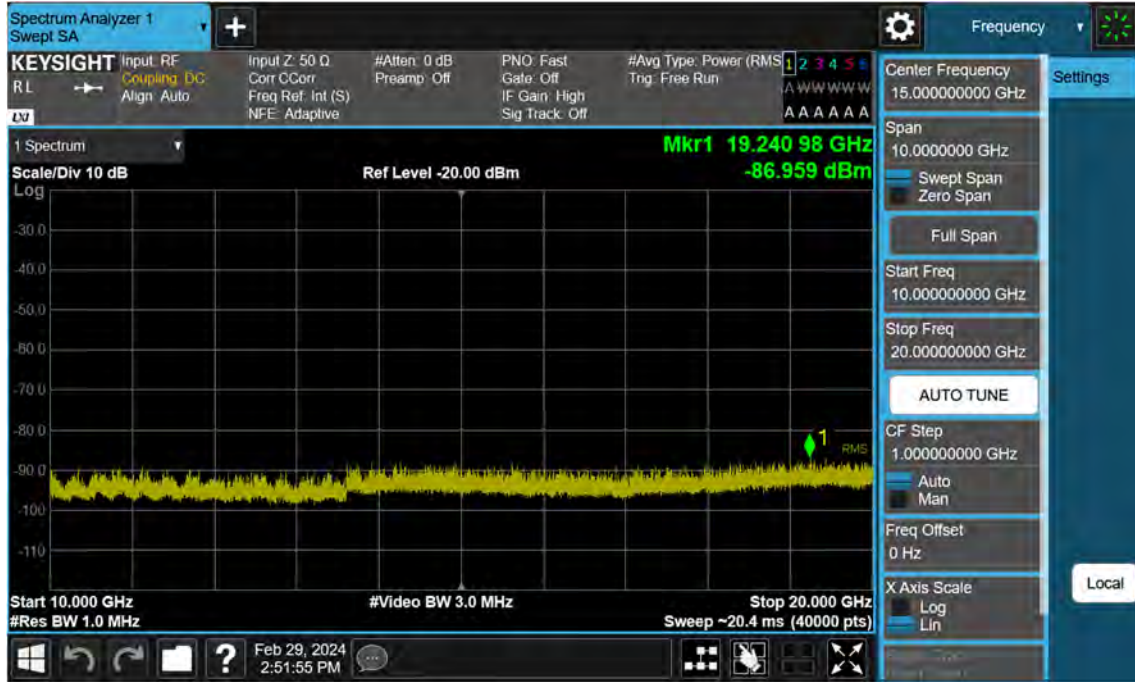 Spectrum Analyzer 1
Swept SA
+
Frequency
KEYSIGHT
R L
LXI
Input: RF
Coupling: DC
Align: Auto
Input Z: 50 Ω
Corr CCorr
Freq Ref: Int (S)
NFE: Adaptive
#Atten: 0 dB
Preamp: Off
PNO: Fast
Gate: Off
IF Gain: High
Sig Track: Off
#Avg Type: Power (RMS
Trig: Free Run
1 2 3 4 5 6
A W W W W W
A A A A A A
1 Spectrum
Scale/Div 10 dB
Log
Ref Level -20.00 dBm
Mkr1 19.240 98 GHz
-86.959 dBm
-30.0
-40.0
-50.0
-60.0
-70.0
-80.0
-90.0
-100
-110
1
RMS
Start 10.000 GHz
#Res BW 1.0 MHz
#Video BW 3.0 MHz
Stop 20.000 GHz
Sweep ~20.4 ms (40000 pts)
Center Frequency
15.000000000 GHz
Span
10.0000000 GHz
Swept Span
Zero Span
Full Span
Start Freq
10.000000000 GHz
Stop Freq
20.000000000 GHz
AUTO TUNE
CF Step
1.000000000 GHz
Auto
Man
Freq Offset
0 Hz
X Axis Scale
Log
Lin
Settings
Local
?
Feb 29, 2024
2:51:55 PM